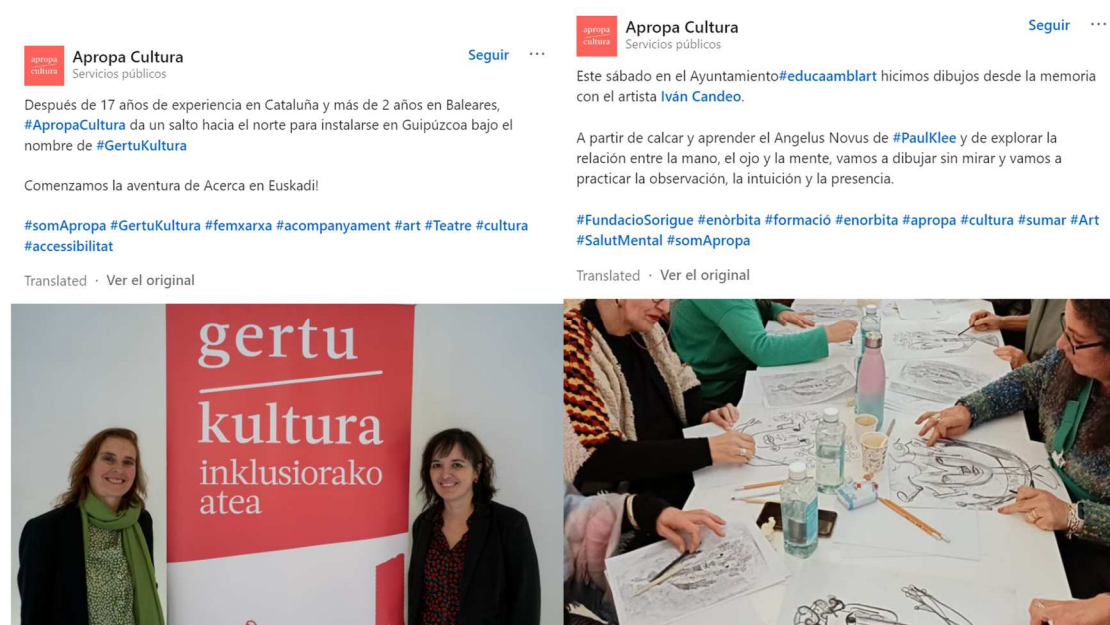 apropa
cultura
Apropa Cultura
Servicios públicos
Seguir
Después de 17 años de experiencia en Cataluña y más de 2 años en Baleares,
#ApropaCultura da un salto hacia el norte para instalarse en Guipúzcoa bajo el
nombre de #GertuKultura
Comenzamos la aventura de Acerca en Euskadi!
#somApropa #GertuKultura #femxarxa #acompanyament #art #Teatre #cultura
#accessibilitat
Translated · Ver el original
gertu
kultura
inklusiorako
atea
apropa
cultura
Apropa Cultura
Servicios públicos
Seguir
Este sábado en el Ayuntamiento#educaamblart hicimos dibujos desde la memoria
con el artista Iván Candeo.
A partir de calcar y aprender el Angelus Novus de #PaulKlee y de explorar la
relación entre la mano, el ojo y la mente, vamos a dibujar sin mirar y vamos a
practicar la observación, la intuición y la presencia.
#FundacioSorigue #enòrbita #formació #enorbita #apropa #cultura #sumar #Art
#SalutMental #somApropa
Translated · Ver el original